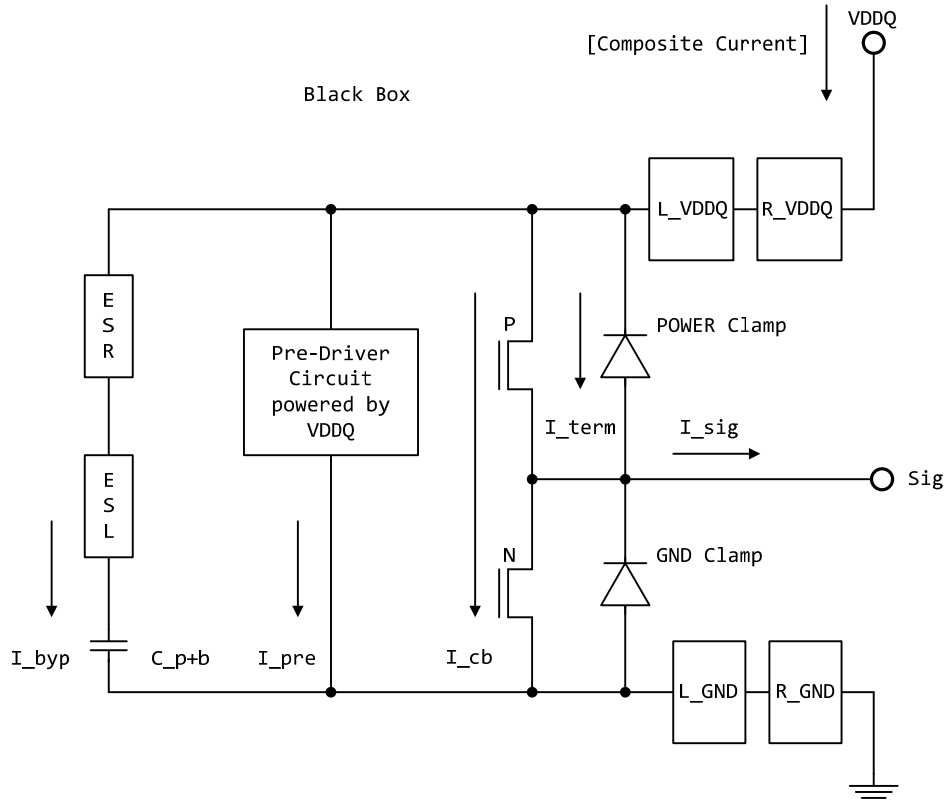 VDDQ
[Composite Current]
Black Box
L_VDDQ
R_VDDQ
E
S
R
P
POWER Clamp
Pre-Driver
Circuit
powered by
VDDQ
I_term
I_sig
E
S
L
Sig
N
GND Clamp
I_byp
C_p+b
I_pre
I_cb
L_GND
R_GND